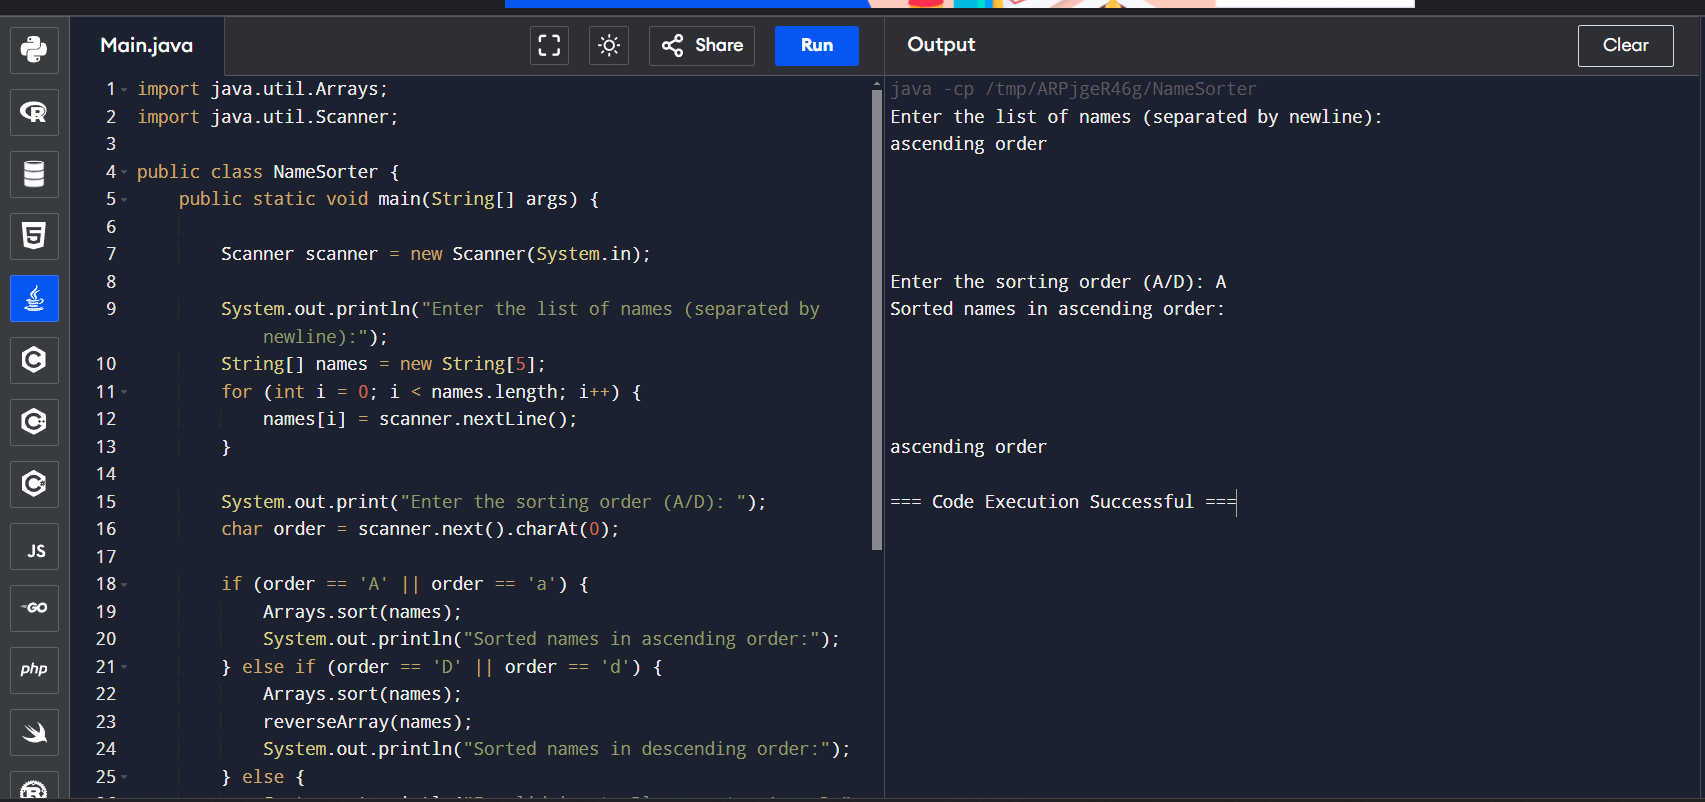 Main.java
Share
Run
Output
Clear
1 import java.util.Arrays;
2 import java.util.Scanner;
3
4 public class NameSorter {
5 public static void main(String[] args) {
6
7 Scanner scanner = new Scanner(System.in);
8
9 System.out.println("Enter the list of names (separated by
newline):");
10 String[] names = new String[5];
11 for (int i = 0; i < names.length; i++) {
12 names[i] = scanner.nextLine();
13 }
14
15 System.out.print("Enter the sorting order (A/D): ");
16 char order = scanner.next().charAt(0);
17
18 if (order == 'A' || order == 'a') {
19 Arrays.sort(names);
20 System.out.println("Sorted names in ascending order:");
21 } else if (order == 'D' || order == 'd') {
22 Arrays.sort(names);
23 reverseArray(names);
24 System.out.println("Sorted names in descending order:");
25 } else {
java -cp /tmp/ARPjgeR46g/NameSorter
Enter the list of names (separated by newline):
ascending order
Enter the sorting order (A/D): A
Sorted names in ascending order:
ascending order
=== Code Execution Successful ===
R
5
C
C
C
JS
GO
php
R